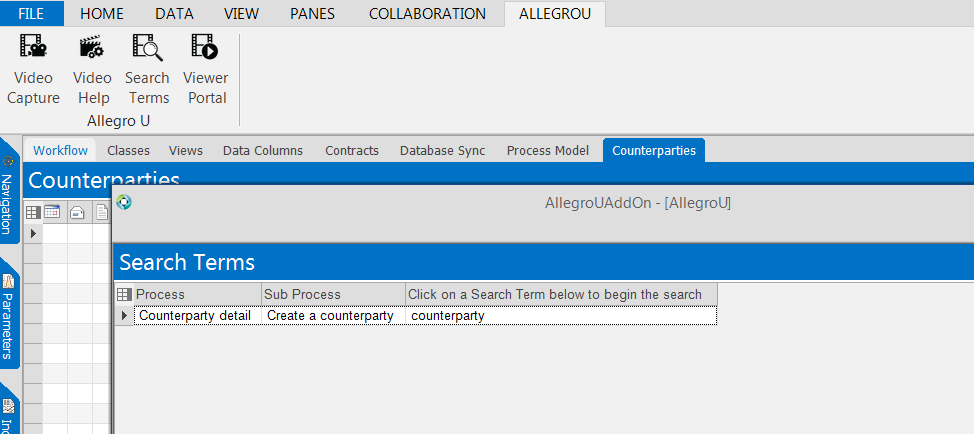 FILE HOME DATA VIEW PANES COLLABORATION ALLEGROU
Video Capture
Video Help
Search Terms
Viewer Portal
Allegro U
Workflow Classes Views Data Columns Contracts Database Sync Process Model Counterparties
Counterparties
Navigation
Parameters
AllegroUAddOn - [AllegroU]
Search Terms
Process Sub Process Click on a Search Term below to begin the search
Counterparty detail Create a counterparty counterparty